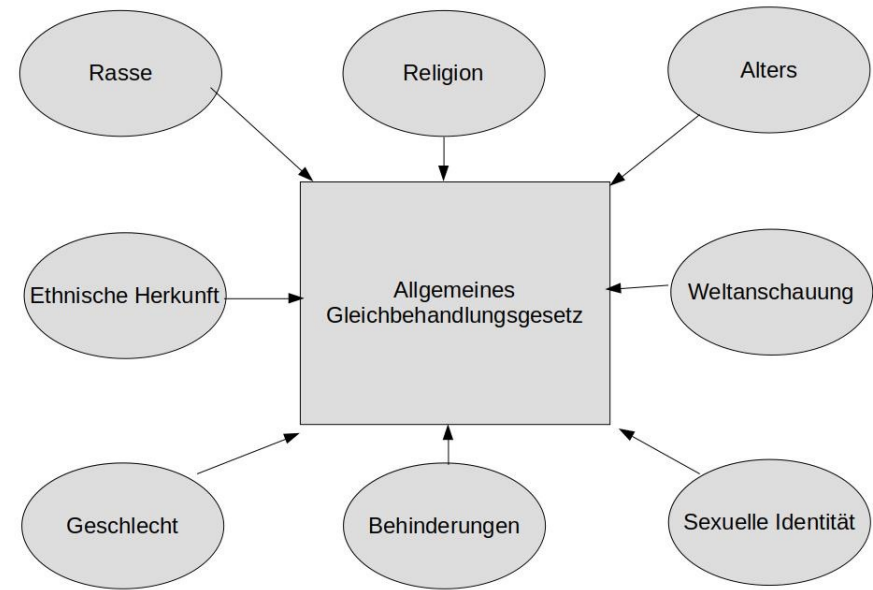 Rasse
Religion
Alters
Ethnische Herkunft
Allgemeines
Gleichbehandlungsgesetz
Weltanschauung
Geschlecht
Behinderungen
Sexuelle Identität